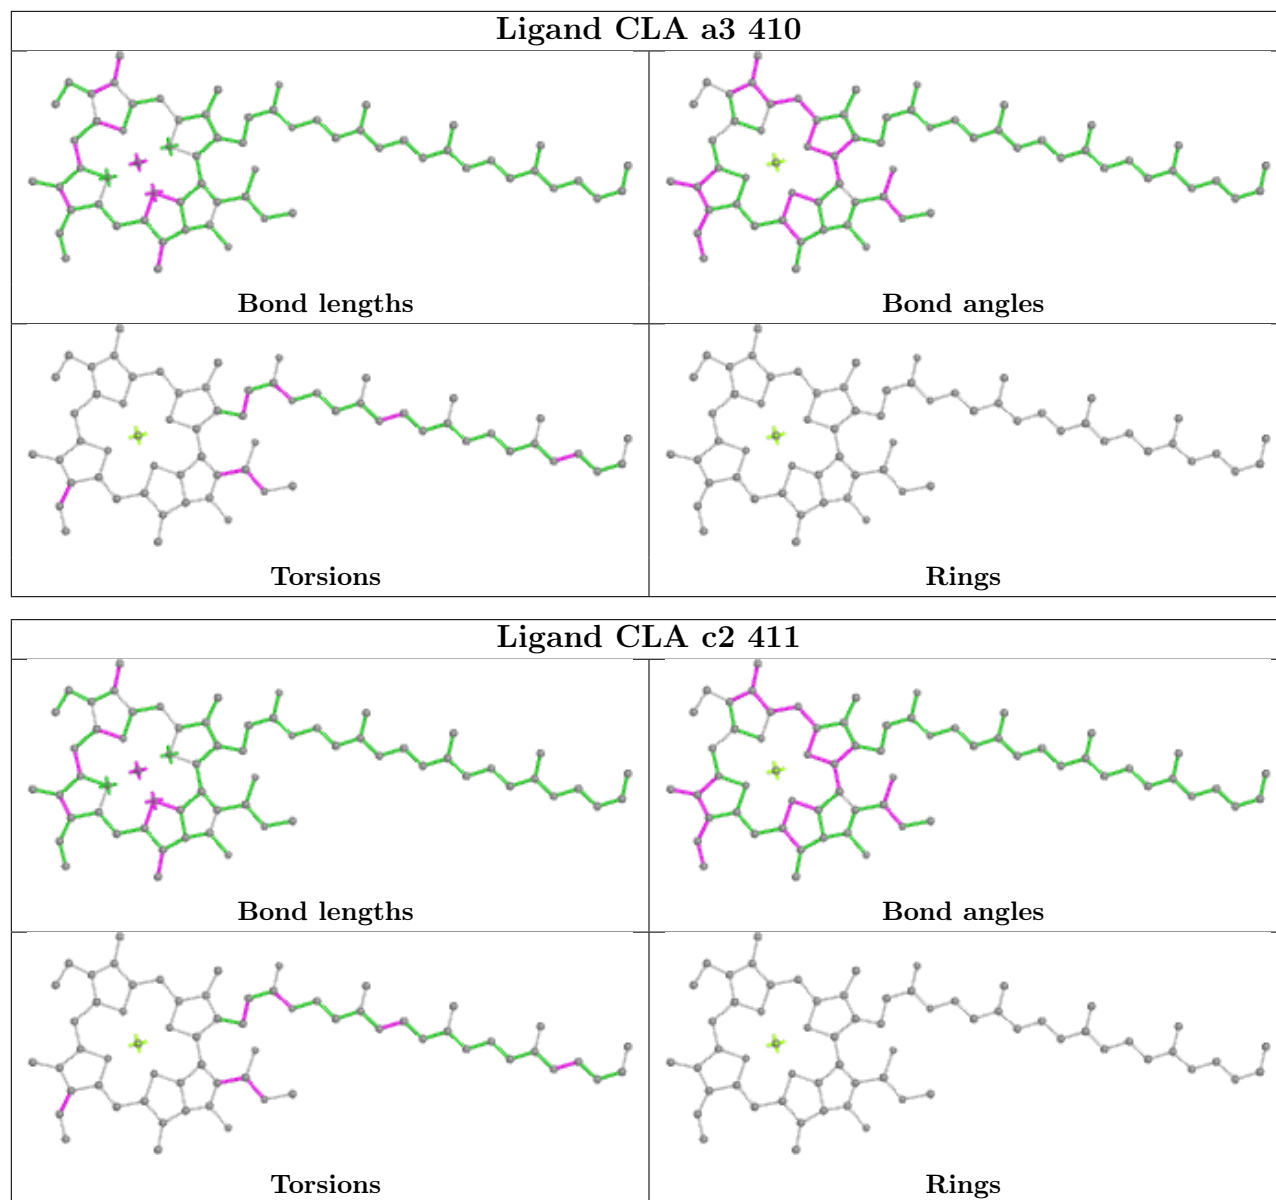 Ligand CLA a3 410
Bond lengths
Bond angles
Torsions
Rings
Ligand CLA c2 411
Bond lengths
Bond angles
Torsions
Rings